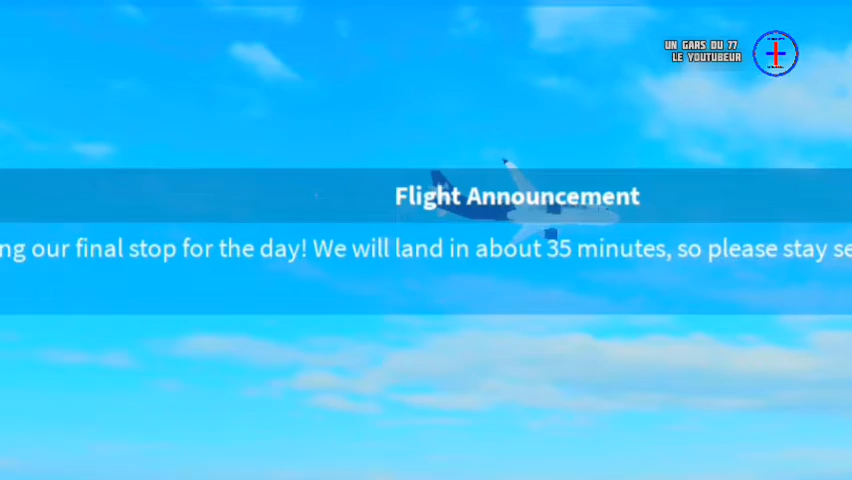 UN GARS DU 77
LE YOUTUBEUR
Flight Announcement
ng our final stop for the day! We will land in about 35 minutes, so please stay se